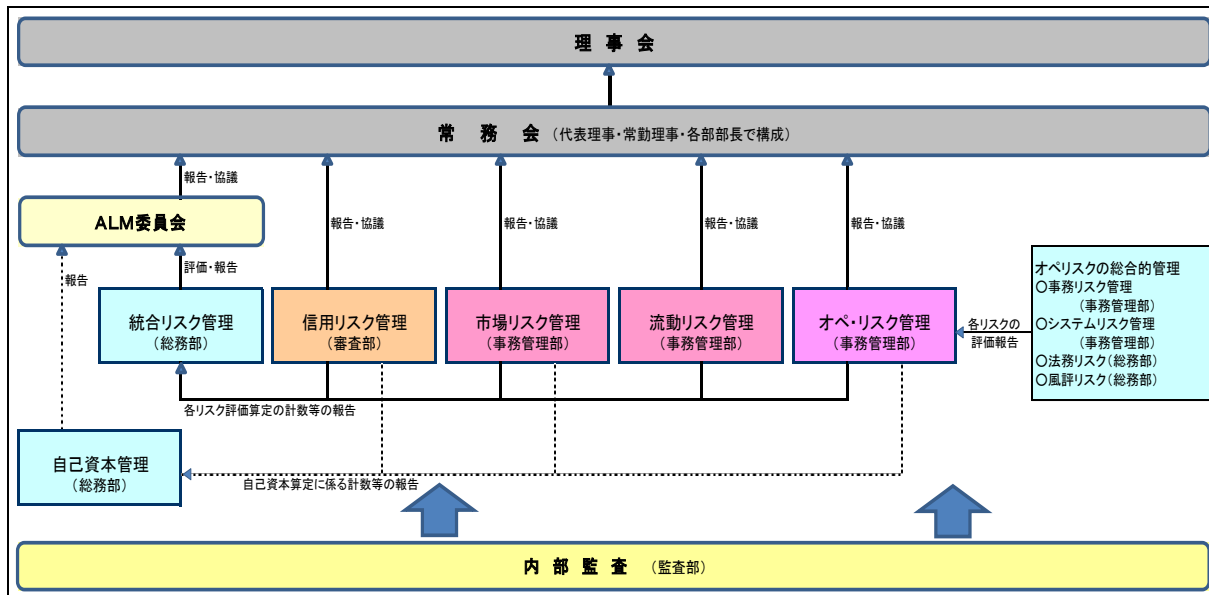 理 事 会
常 務 会 (代表理事・常勤理事・各部部長で構成)
報告・協議
ALM委員会
報告・協議
報告・協議
報告・協議
報告・協議
報告
評価・報告
オペリスクの総合的管理
○事務リスク管理
(事務管理部)
○システムリスク管理
(事務管理部)
○法務リスク(総務部)
○風評リスク(総務部)
統合リスク管理
(総務部)
信用リスク管理
(審査部)
市場リスク管理
(事務管理部)
流動リスク管理
(事務管理部)
オペ・リスク管理
(事務管理部)
各リスクの
評価報告
各リスク評価算定の計数等の報告
自己資本管理
(総務部)
自己資本算定に係る計数等の報告
内 部 監 査 (監査部)